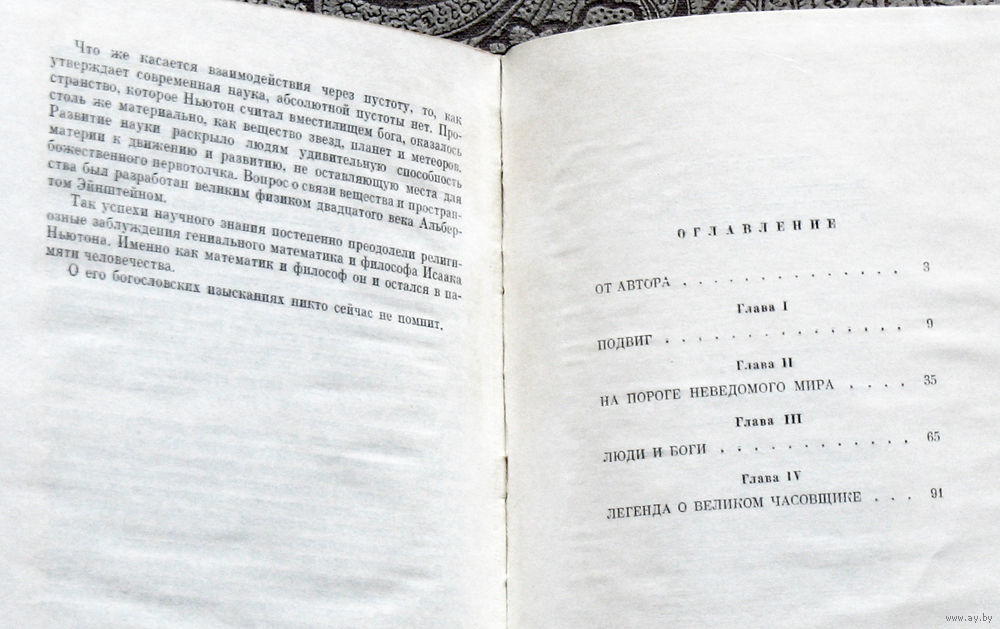 Что же касается взаимодействия через пустоту, то, как
утверждает современная наука, абсолютной пустоты нет. Про-
странство, которое Ньютон считал вместилищем бога, оказалось
столь же материально, как вещество звезд, планет и метеоров.
Развитие науки раскрыло людям удивительную способность
материи к движению и развитию, не оставляющую места для
божественного первотолчка. Вопрос о связи вещества и простран-
ства был разработан великим физиком двадцатого века Альбер-
том Эйнштейном.
Так успехи научного знания постепенно преодолели религи-
озные заблуждения гениального математика и философа Исаака
Ньютона. Именно как математик и философ он и остался в па-
мяти человечества.
О его богословских изысканиях никто сейчас не помнит.
ОГЛАВЛЕНИЕ
ОТ АВТОРА . . . . . . . . . . . . 3
Глава I
ПОДВИГ . . . . . . . . . . . . . 9
Глава II
НА ПОРОГЕ НЕВЕДОМОГО МИРА . . . . 35
Глава III
ЛЮДИ И БОГИ . . . . . . . . . . . 65
Глава IV
ЛЕГЕНДА О ВЕЛИКОМ ЧАСОВЩИКЕ . . . 91
www.ay.by